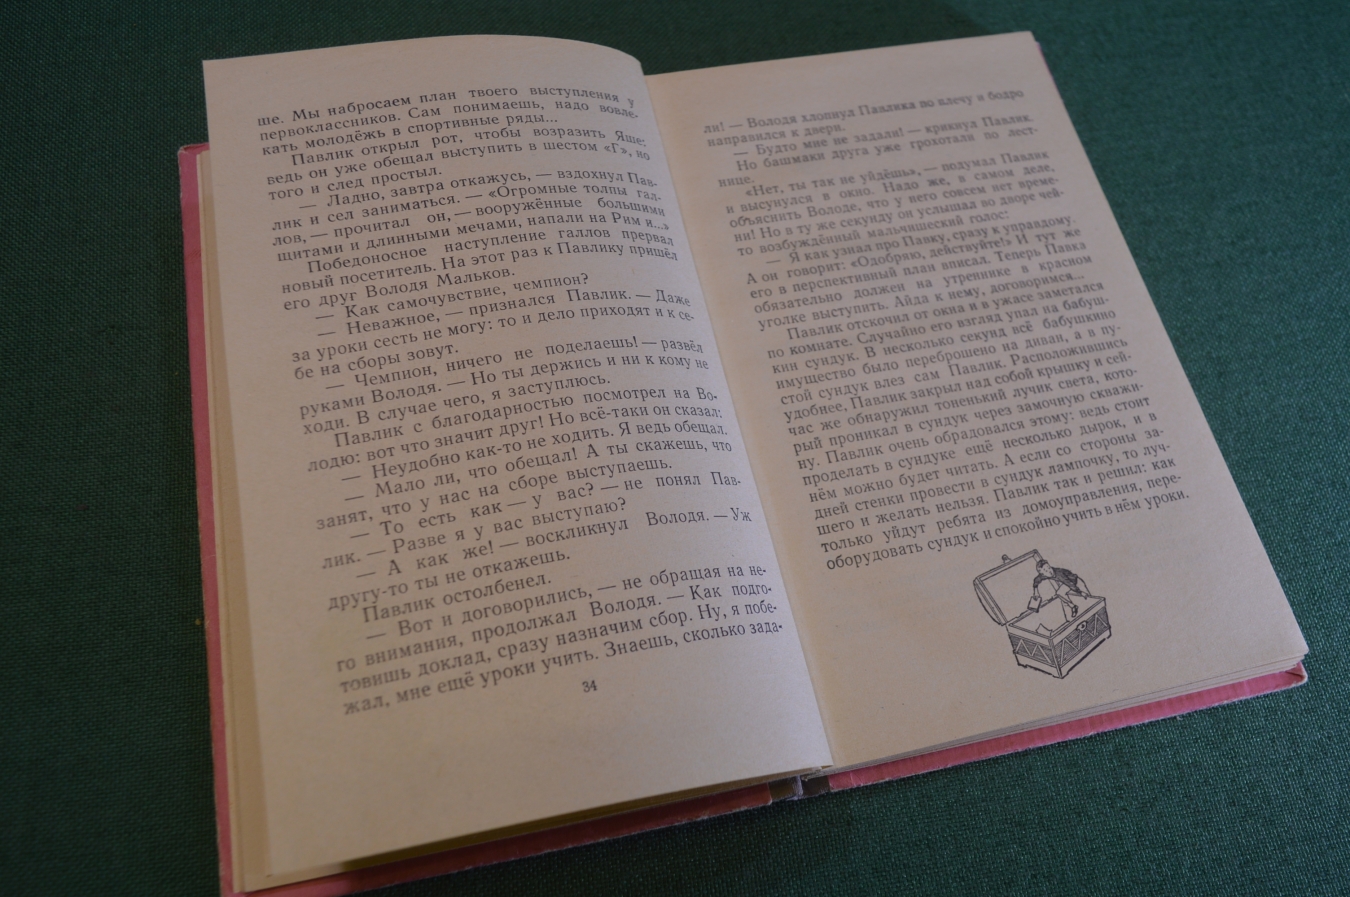 ше. Мы набросаем план твоего выступления у
первоклассников. Сам понимаешь, надо вовле-
кать молодёжь в спортивные ряды...
Павлик открыл рот, чтобы возразить Яше:
ведь он уже обещал выступить в шестом «Г», но
того и след простыл.
— Ладно, завтра откажусь, — вздохнул Пав-
лик и сел заниматься. — «Огромные толпы гал-
лов, — прочитал он, — вооружённые большими
щитами и длинными мечами, напали на Рим и...»
Победоносное наступление галлов прервал
новый посетитель. На этот раз к Павлику пришёл
его друг Володя Мальков.
— Как самочувствие, чемпион?
— Неважное, — признался Павлик. — Даже
за уроки сесть не могу: то и дело приходят и к се-
бе на сборы зовут.
— Чемпион, ничего не поделаешь! — развёл
руками Володя. — Но ты держись и ни к кому не
ходи. В случае чего, я заступлюсь.
Павлик с благодарностью посмотрел на Во-
лодю: вот что значит друг! Но всё-таки он сказал:
— Неудобно как-то не ходить. Я ведь обещал.
— Мало ли, что обещал! А ты скажешь, что
занят, что у нас на сборе выступаешь.
— То есть как — у вас? — не понял Пав-
лик. — Разве я у вас выступаю?
— А как же! — воскликнул Володя. — Уж
другу-то ты не откажешь.
Павлик остолбенел.
— Вот и договорились, — не обращая на не-
го внимания, продолжал Володя. — Как подго-
товишь доклад, сразу назначим сбор. Ну, я побе-
жал, мне ещё уроки учить. Знаешь, сколько зада-
34
ли! — Володя хлопнул Павлика по плечу и бодро
направился к двери.
— Будто мне не задали! — крикнул Павлик.
Но башмаки друга уже грохотали по лест-
нице.
«Нет, ты так не уйдёшь», — подумал Павлик
и высунулся в окно. Надо же, в самом деле,
объяснить Володе, что у него совсем нет време-
ни! Но в ту же секунду он услышал во дворе чей-
то возбуждённый мальчишеский голос:
— Я как узнал про Павку, сразу к управдому.
А он говорит: «Одобряю, действуйте!» И тут же
его в перспективный план вписал. Теперь Павка
обязательно должен на утреннике в красном
уголке выступить. Айда к нему, договоримся...
Павлик отскочил от окна и в ужасе заметался
по комнате. Случайно его взгляд упал на бабуш-
кин сундук. В несколько секунд всё бабушкино
имущество было переброшено на диван, а в пу-
стой сундук влез сам Павлик. Расположившись
удобнее, Павлик закрыл над собой крышку и сей-
час же обнаружил тоненький лучик света, кото-
рый проникал в сундук через замочную скважи-
ну. Павлик очень обрадовался этому: ведь стоит
проделать в сундуке ещё несколько дырок, и в
нём можно будет читать. А если со стороны за-
дней стенки провести в сундук лампочку, то луч-
шего и желать нельзя. Павлик так и решил: как
только уйдут ребята из домоуправления, пере-
оборудовать сундук и спокойно учить в нём уроки.